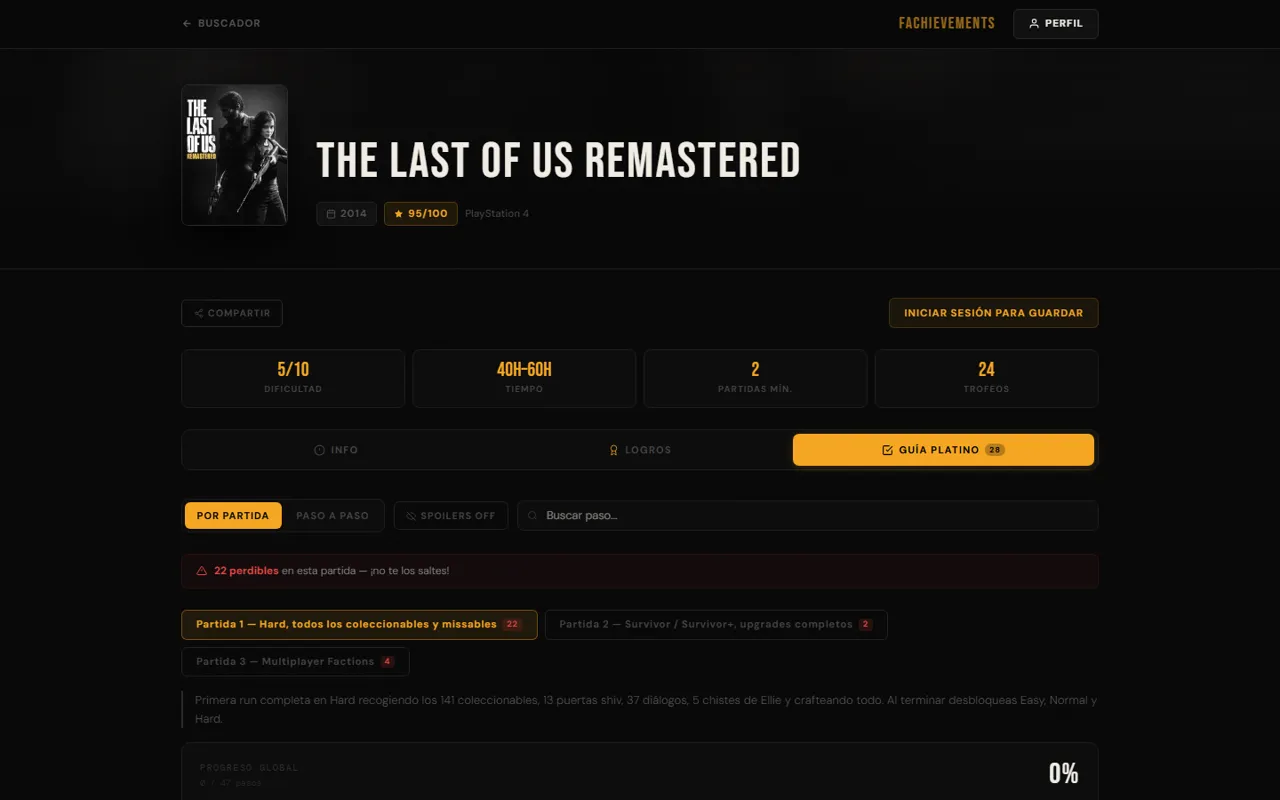 ← BUSCADOR
FACHIEVEMENTS
PERFIL
THE
LAST
OF US
REMASTERED
THE LAST OF US REMASTERED
2014
95/100
PlayStation 4
COMPARTIR
INICIAR SESIÓN PARA GUARDAR
5/10
DIFICULTAD
40H-60H
TIEMPO
2
PARTIDAS MÍN.
24
TROFEOS
INFO
LOGROS
GUÍA PLATINO 28
POR PARTIDA
PASO A PASO
SPOILERS OFF
Buscar paso...
22 perdibles en esta partida — ¡no te los saltes!
Partida 1 — Hard, todos los coleccionables y missables 22
Partida 2 — Survivor / Survivor+, upgrades completos 2
Partida 3 — Multiplayer Factions 4
Primera run completa en Hard recogiendo los 141 coleccionables, 13 puertas shiv, 37 diálogos, 5 chistes de Ellie y crafteando todo. Al terminar desbloqueas Easy, Normal y
Hard.
PROGRESO GLOBAL
0 / 47 pasos
0%